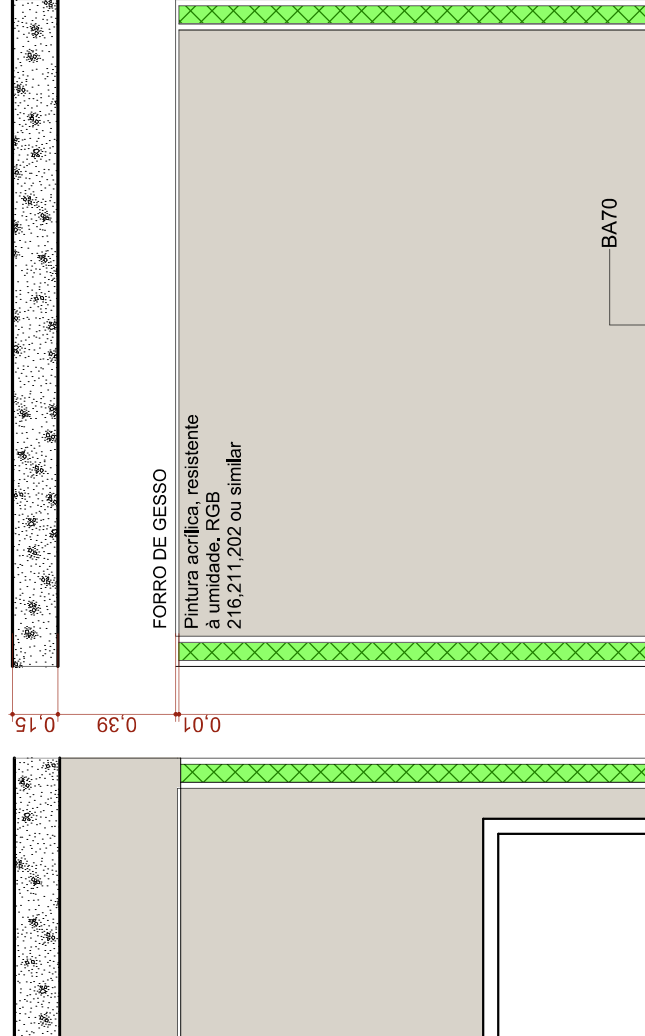 FORRO DE GESSO
Pintura acrílica, resistente
à umidade. RGB
216,211,202 ou similar
BA70
0,15
0,39
0,01